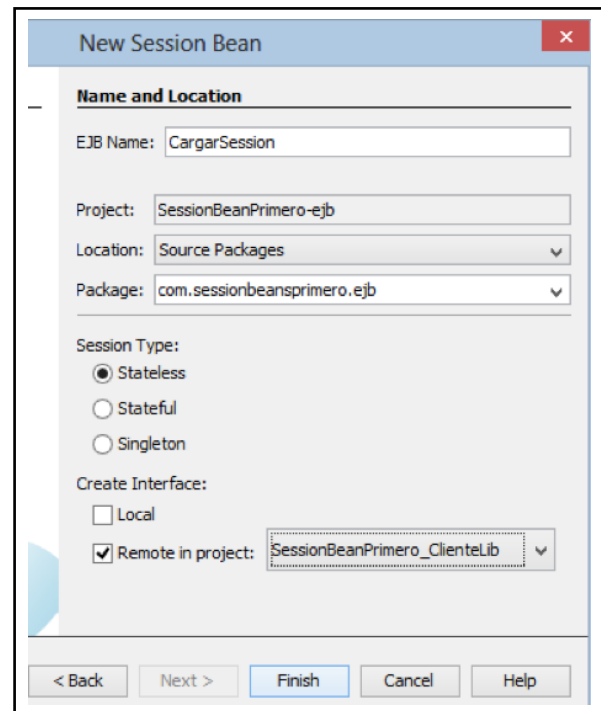 New Session Bean
Name and Location
EJB Name: CargarSession
Project: SessionBeanPrimero-ejb
Location: Source Packages
Package: com.sessionbeansprimero.ejb
Session Type:
Stateless
Stateful
Singleton
Create Interface:
Local
Remote in project: SessionBeanPrimero_ClienteLib
< Back Next > Finish Cancel Help